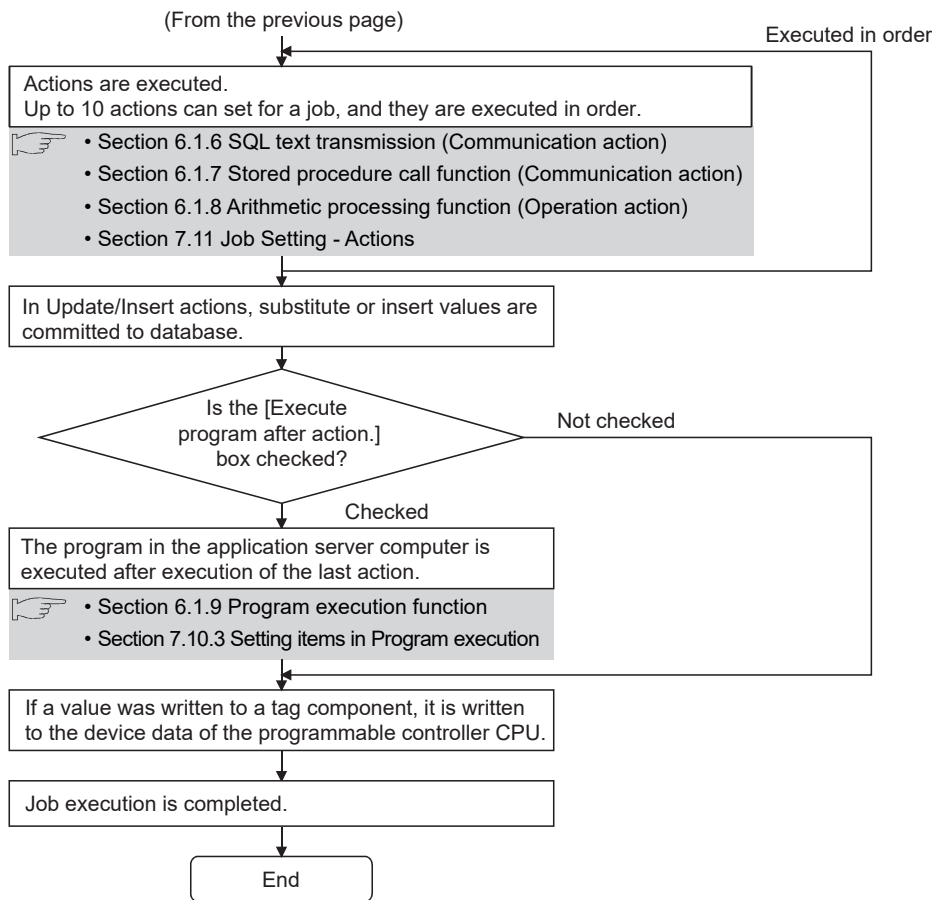 (From the previous page)
Executed in order
Actions are executed.
Up to 10 actions can set for a job, and they are executed in order.
• Section 6.1.6 SQL text transmission (Communication action)
• Section 6.1.7 Stored procedure call function (Communication action)
• Section 6.1.8 Arithmetic processing function (Operation action)
• Section 7.11 Job Setting - Actions
In Update/Insert actions, substitute or insert values are
committed to database.
Is the [Execute
program after action.]
box checked?
Not checked
Checked
The program in the application server computer is
executed after execution of the last action.
• Section 6.1.9 Program execution function
• Section 7.10.3 Setting items in Program execution
If a value was written to a tag component, it is written
to the device data of the programmable controller CPU.
Job execution is completed.
End